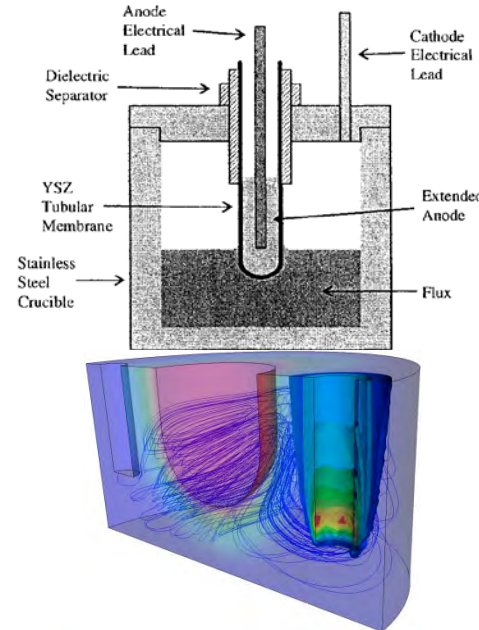 Anode
Electrical
Lead
Cathode
Electrical
Lead
Dielectric
Separator
YSZ
Tubular
Membrane
Extended
Anode
Stainless
Steel
Crucible
Flux